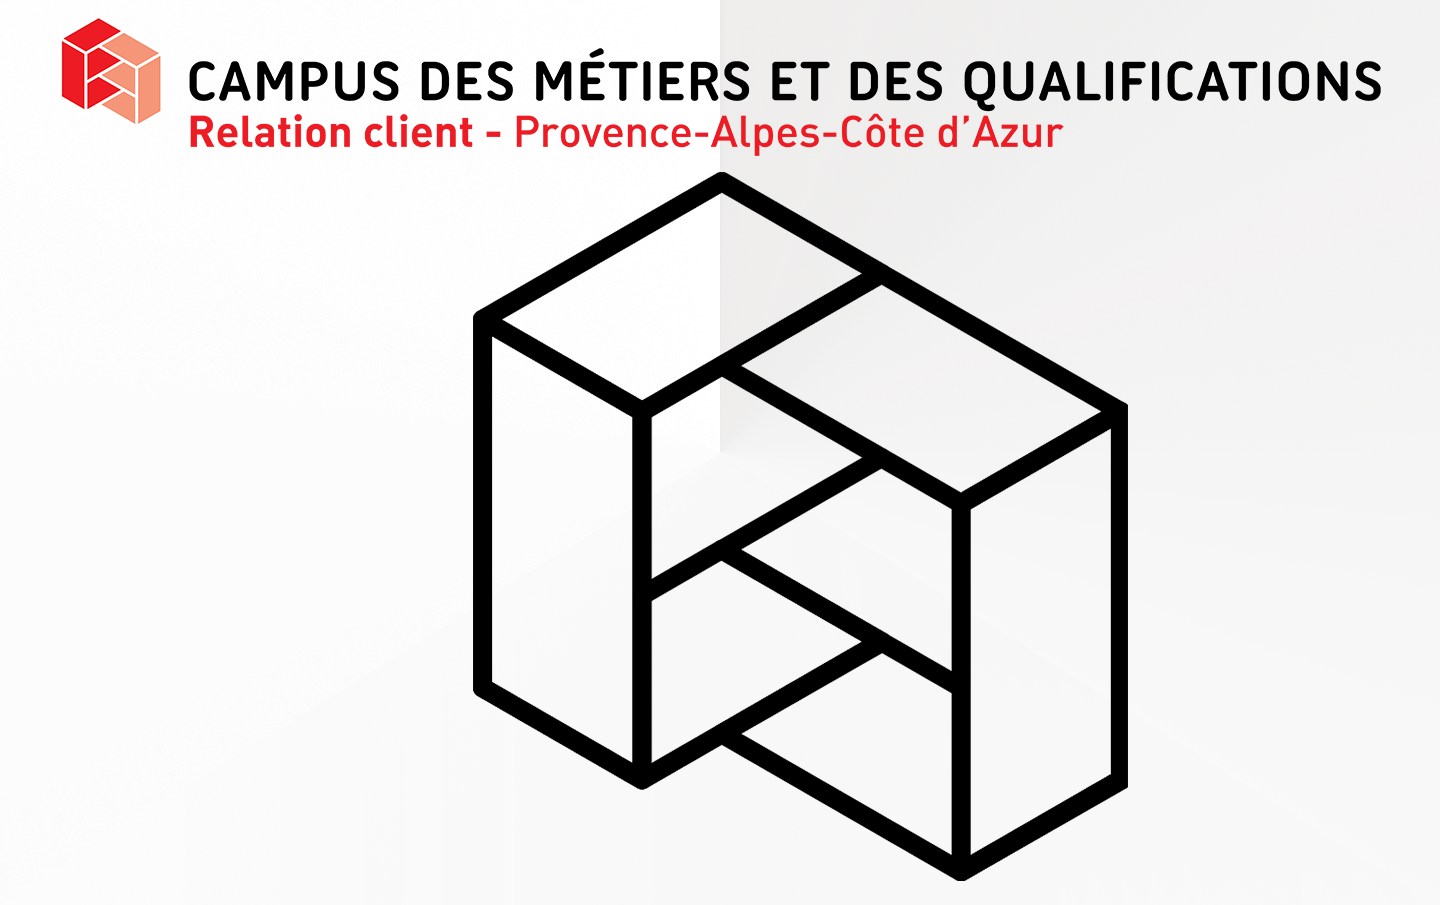 CAMPUS DES MÉTIERS ET DES QUALIFICATIONS
Relation client - Provence-Alpes-Côte d’Azur